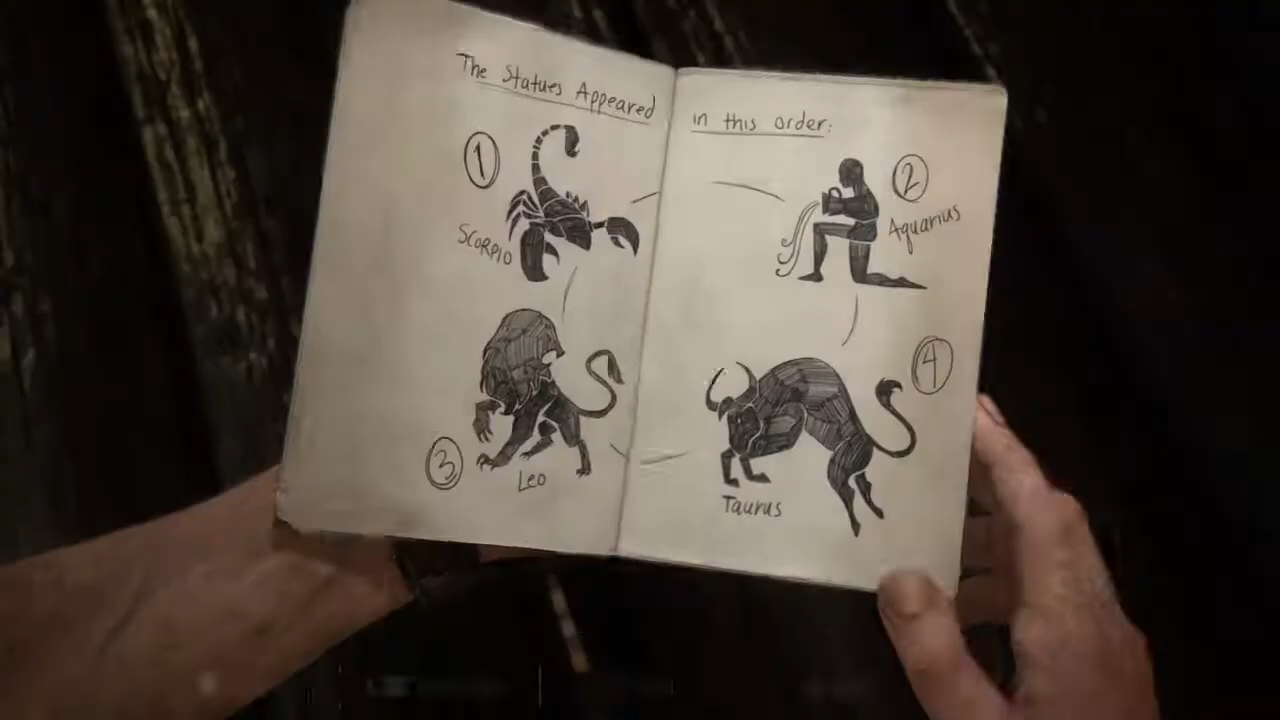 The Statues Appeared
in this order:
1
SCORPIO
2
Aquarius
3
Leo
4
Taurus